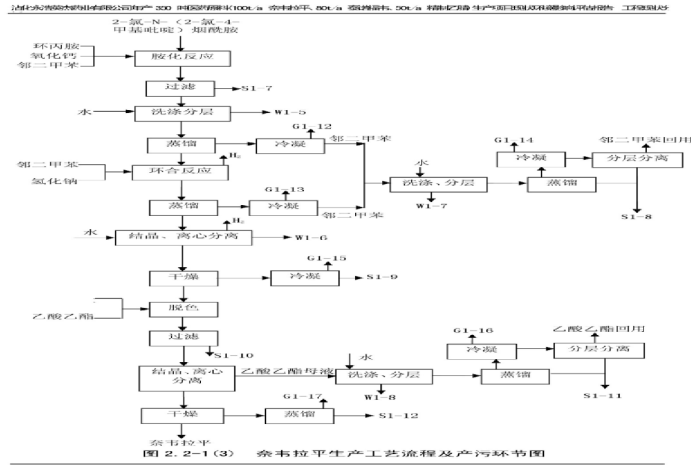 2-氯-N-（2-氯-4-
甲基吡啶）烟酰胺
环丙胺
氧化钙
邻二甲苯
胺化反应
过滤
S1-7
水
洗涤分层
W1-5
G1-12
蒸馏
冷凝
邻二甲苯
H₂
邻二甲苯
氢化钠
环合反应
G1-13
蒸馏
冷凝
邻二甲苯
水
洗涤、分层
W1-7
G1-14
冷凝
邻二甲苯回用
分层分离
蒸馏
S1-8
H₂
水
结晶、离心分离
W1-6
G1-15
干燥
冷凝
S1-9
乙酸乙酯
脱色
过滤
S1-10
结晶、离心
分离
乙酸乙酯母液
水
洗涤、分层
W1-8
G1-16
冷凝
乙酸乙酯回用
分层分离
蒸馏
S1-11
G1-17
干燥
蒸馏
S1-12
奈韦拉平
图 2.2-1(3) 奈韦拉平生产工艺流程及产污环节图